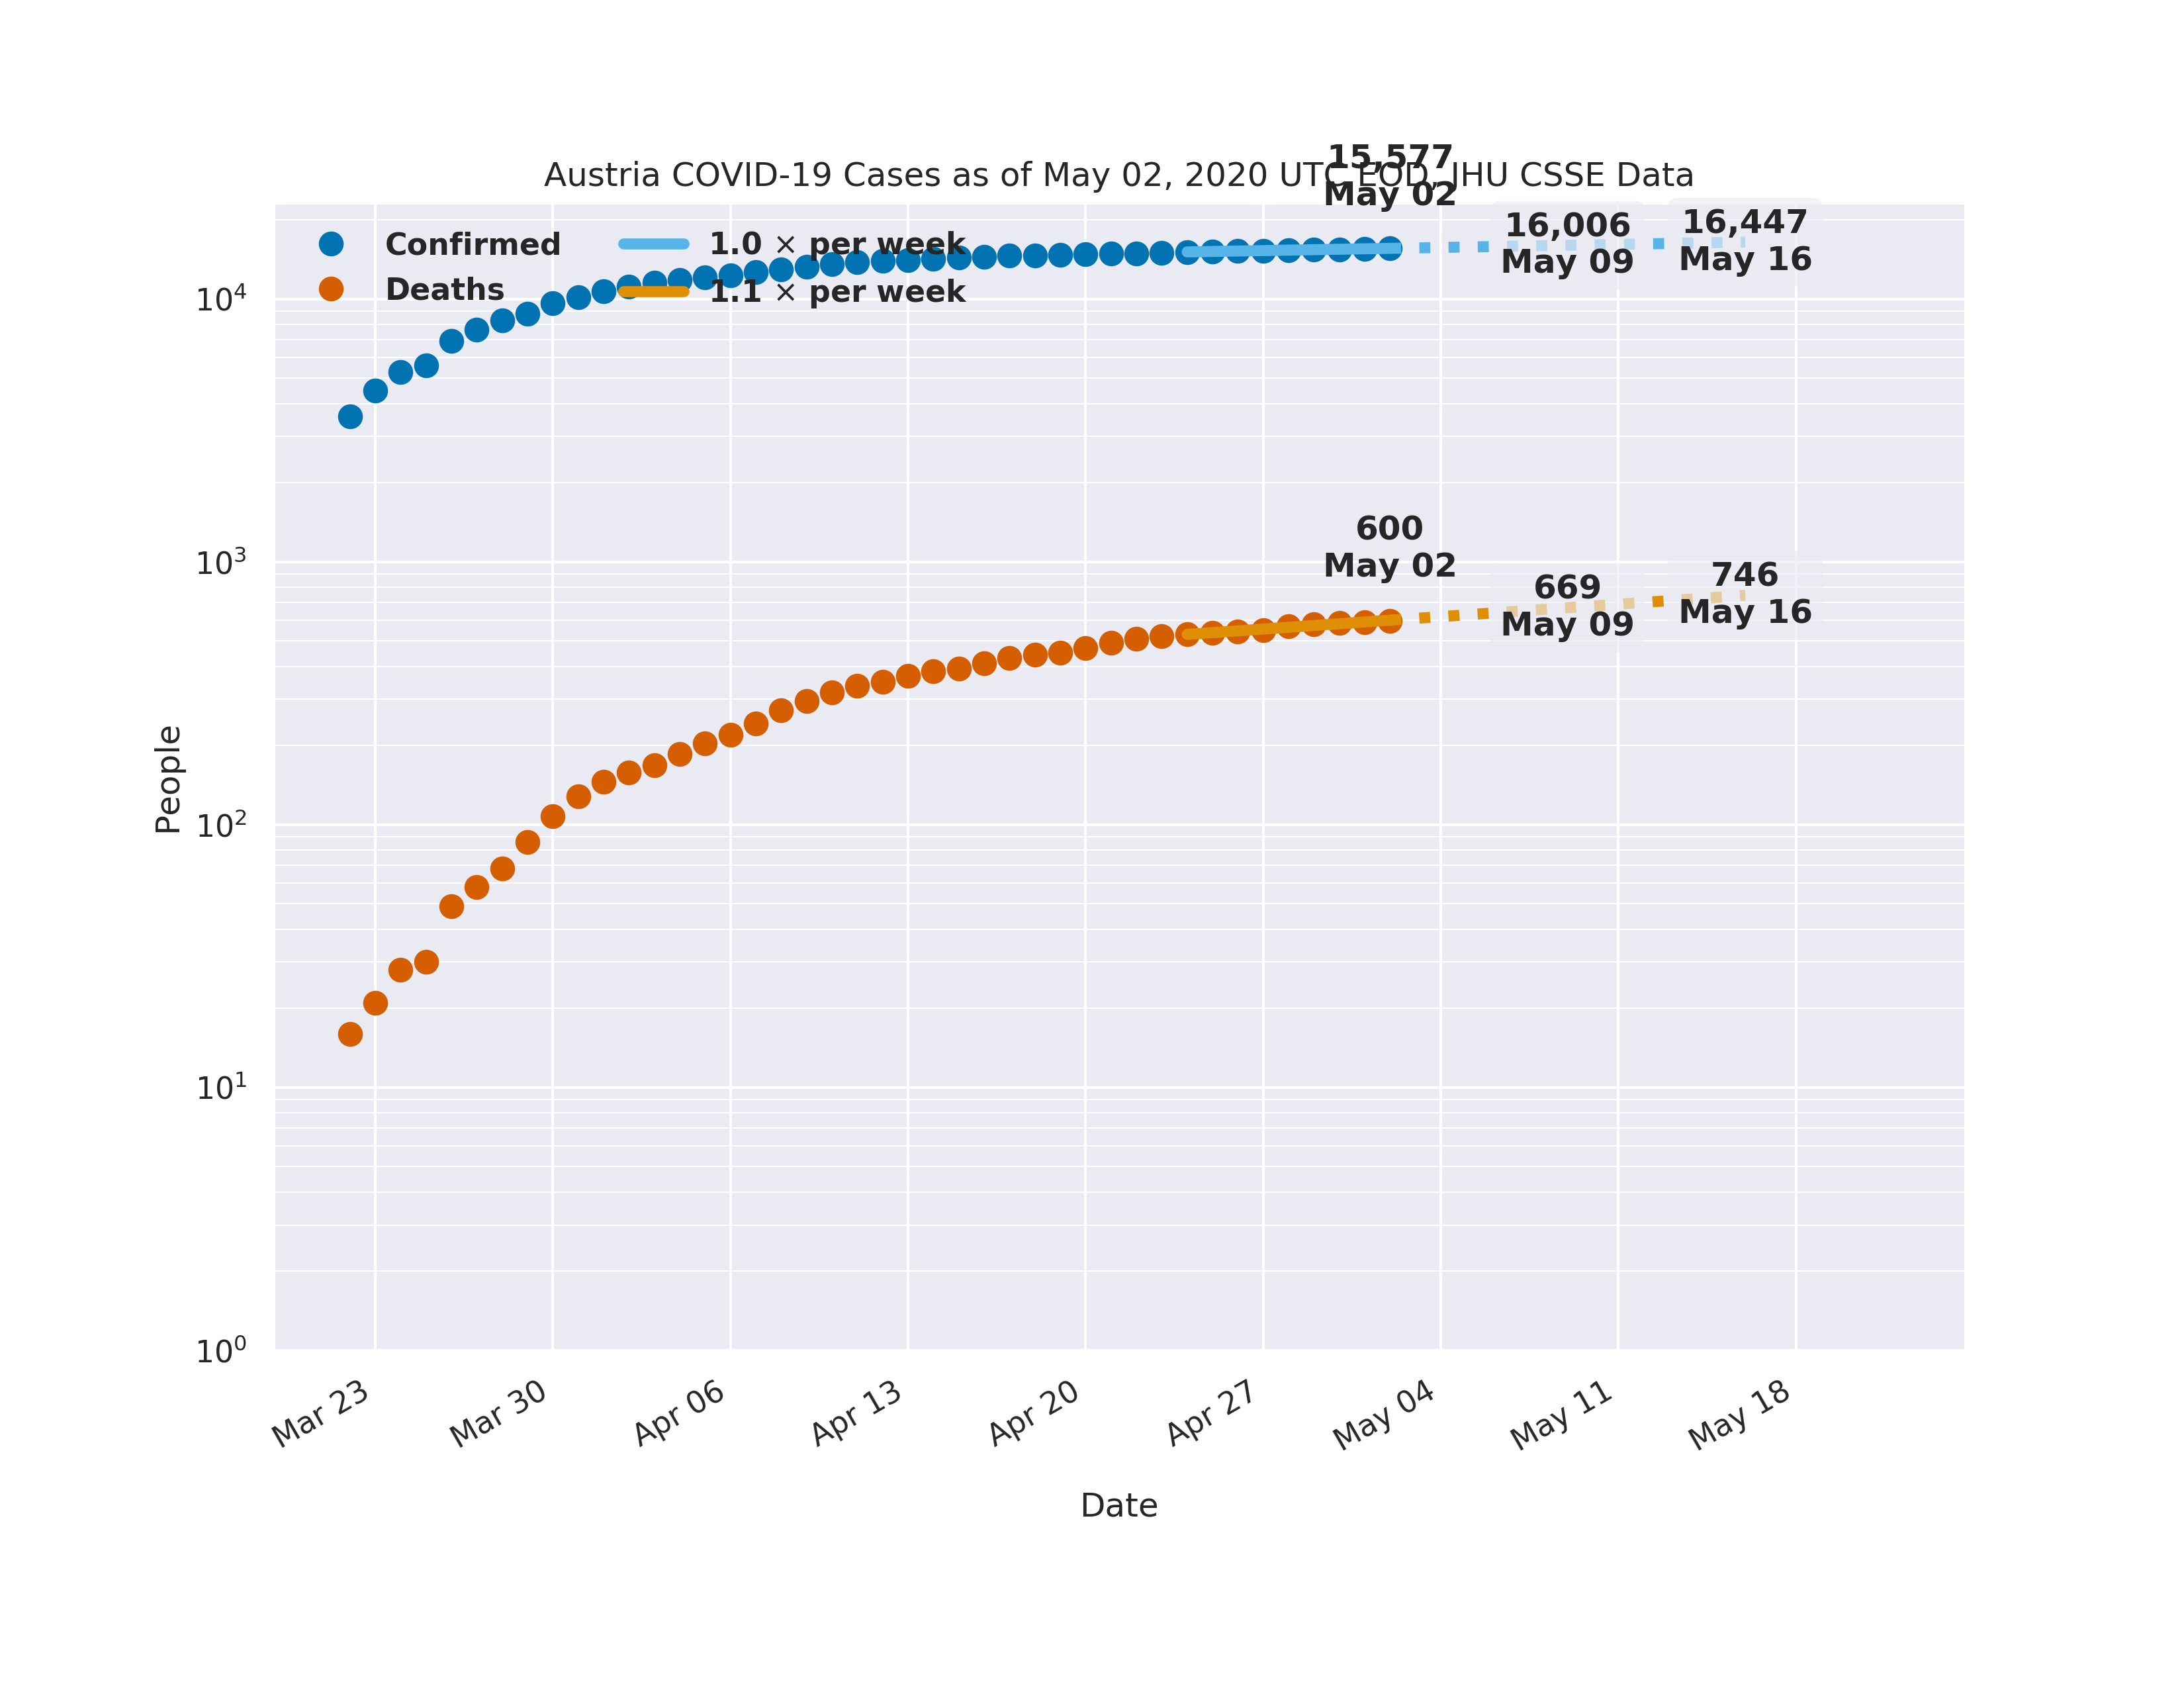 Austria COVID-19 Cases as of May 02, 2020 UTC EOD, JHU CSSE Data
15,577
May 02
16,006
May 09
16,447
May 16
Confirmed
Deaths
1.0 × per week
1.1 × per week
600
May 02
669
May 09
746
May 16
People
10⁴
10³
10²
10¹
10⁰
Mar 23
Mar 30
Apr 06
Apr 13
Apr 20
Apr 27
May 04
May 11
May 18
Date